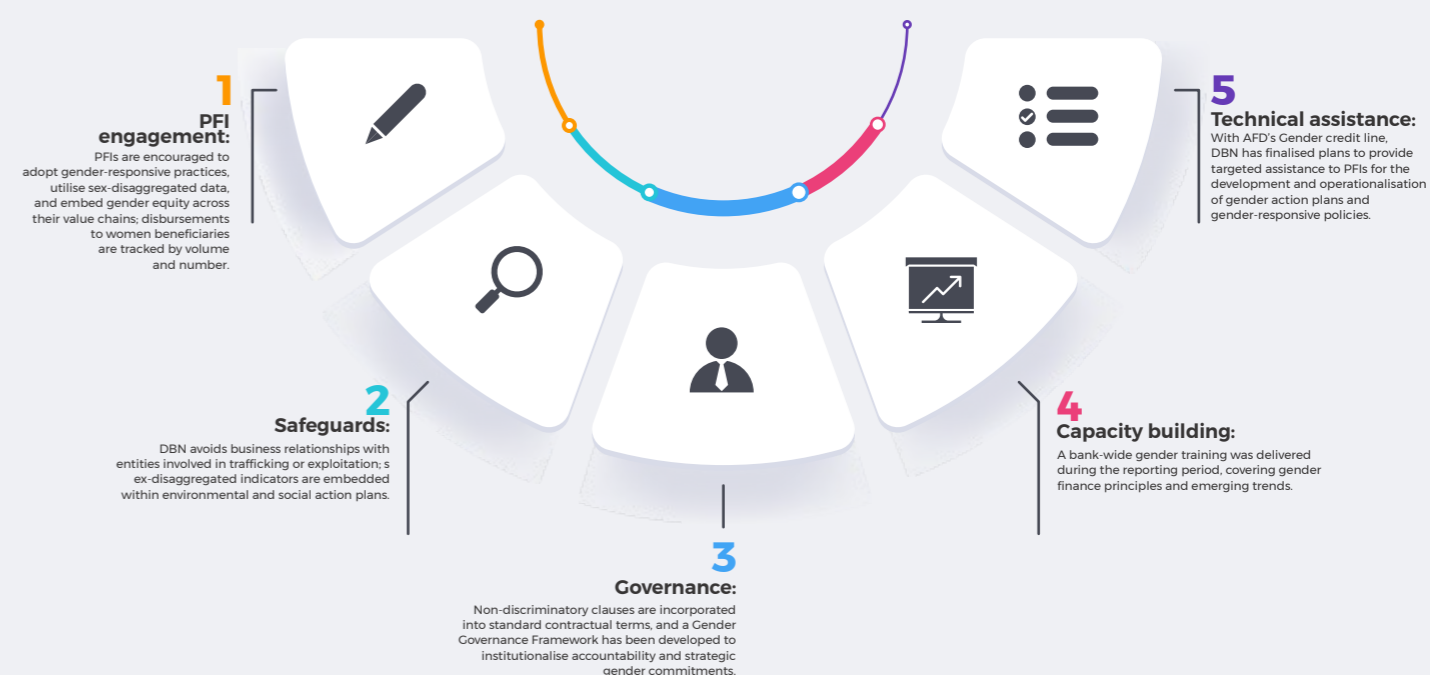 1
PFI
engagement:
PFIs are encouraged to
adopt gender-responsive practices,
utilise sex-disaggregated data,
and embed gender equity across
their value chains; disbursements
to women beneficiaries
are tracked by volume
and number.
2
Safeguards:
DBN avoids business relationships with
entities involved in trafficking or exploitation; s
ex-disaggregated indicators are embedded
within environmental and social action plans.
3
Governance:
Non-discriminatory clauses are incorporated
into standard contractual terms, and a Gender
Governance Framework has been developed to
institutionalise accountability and strategic
gender commitments.
4
Capacity building:
A bank-wide gender training was delivered
during the reporting period, covering gender
finance principles and emerging trends.
5
Technical assistance:
With AFD's Gender credit line,
DBN has finalised plans to provide
targeted assistance to PFIs for the
development and operationalisation
of gender action plans and
gender-responsive policies.